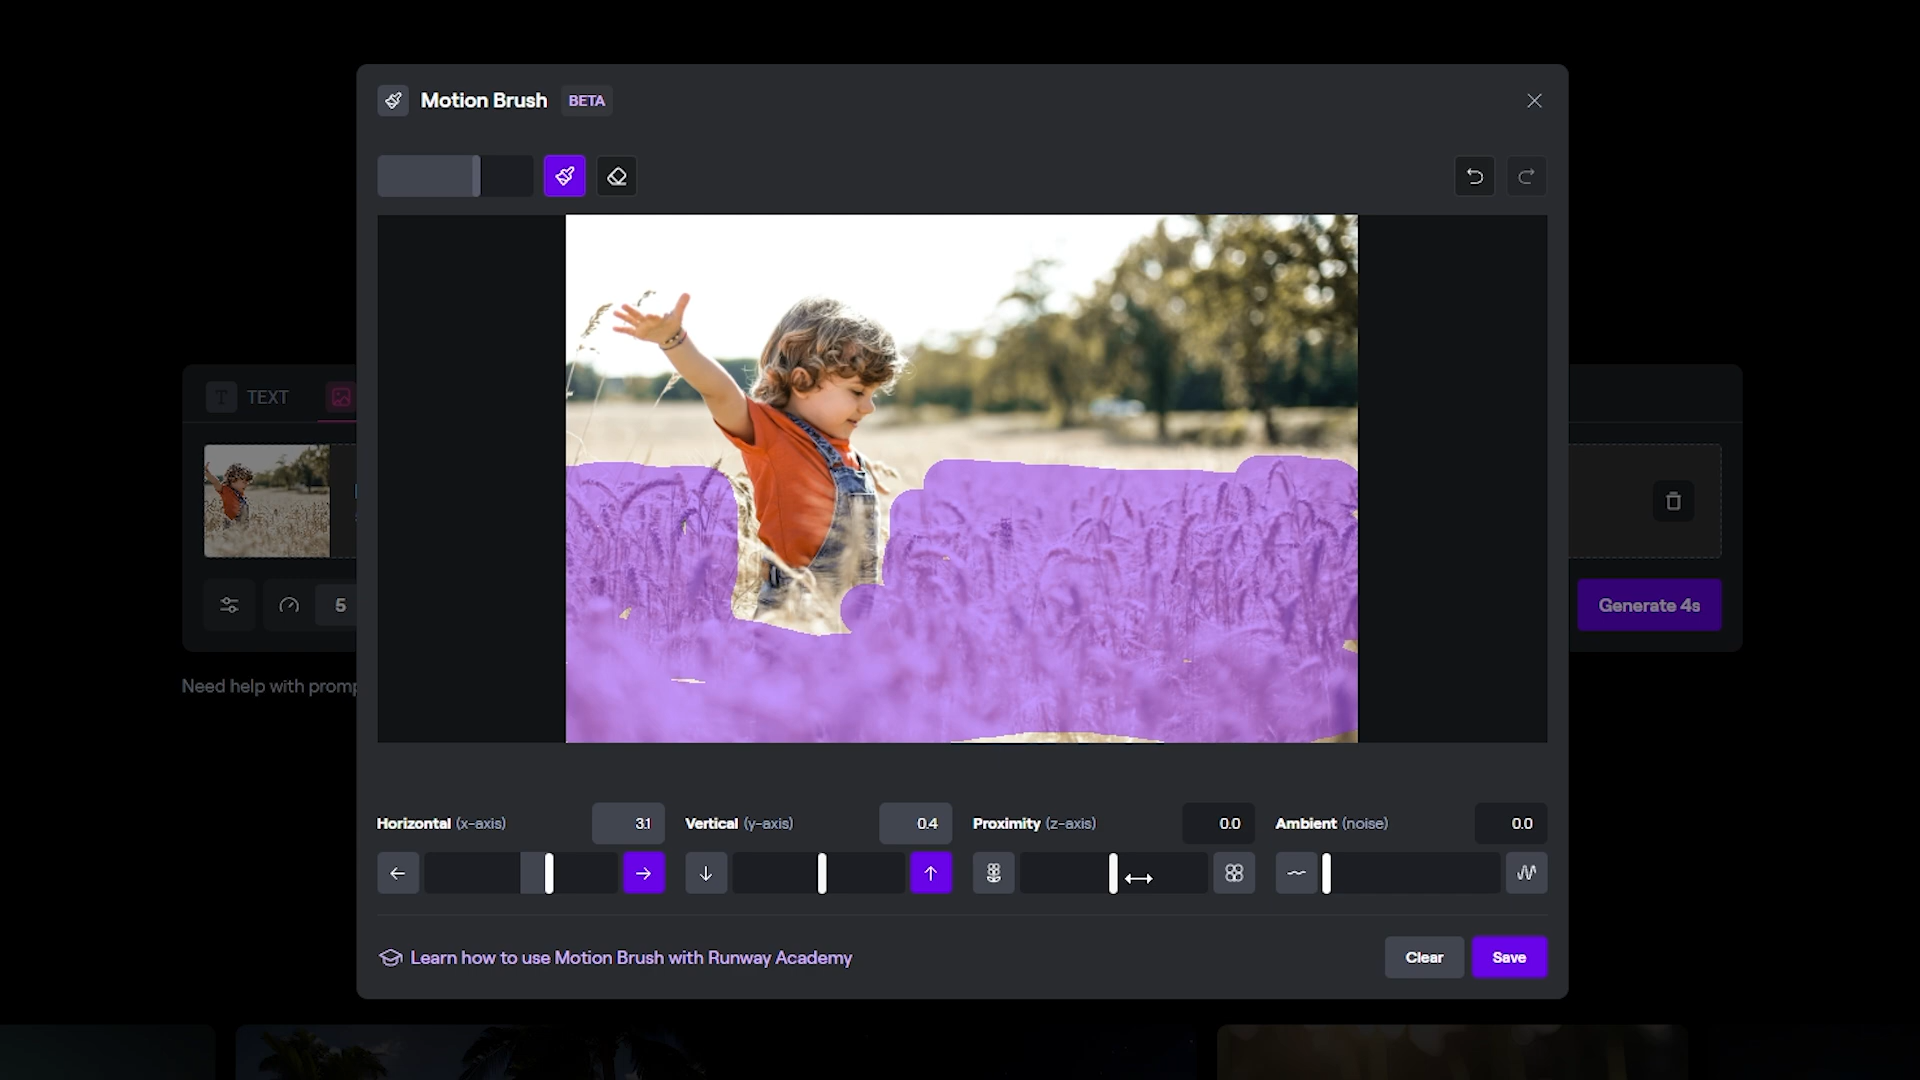 Motion Brush BETA
TEXT
5
Generate 4s
Need help with promp
Horizontal (x-axis) 3.1 Vertical (y-axis) 0.4 Proximity (z-axis) 0.0 Ambient (noise) 0.0
Learn how to use Motion Brush with Runway Academy
Clear Save